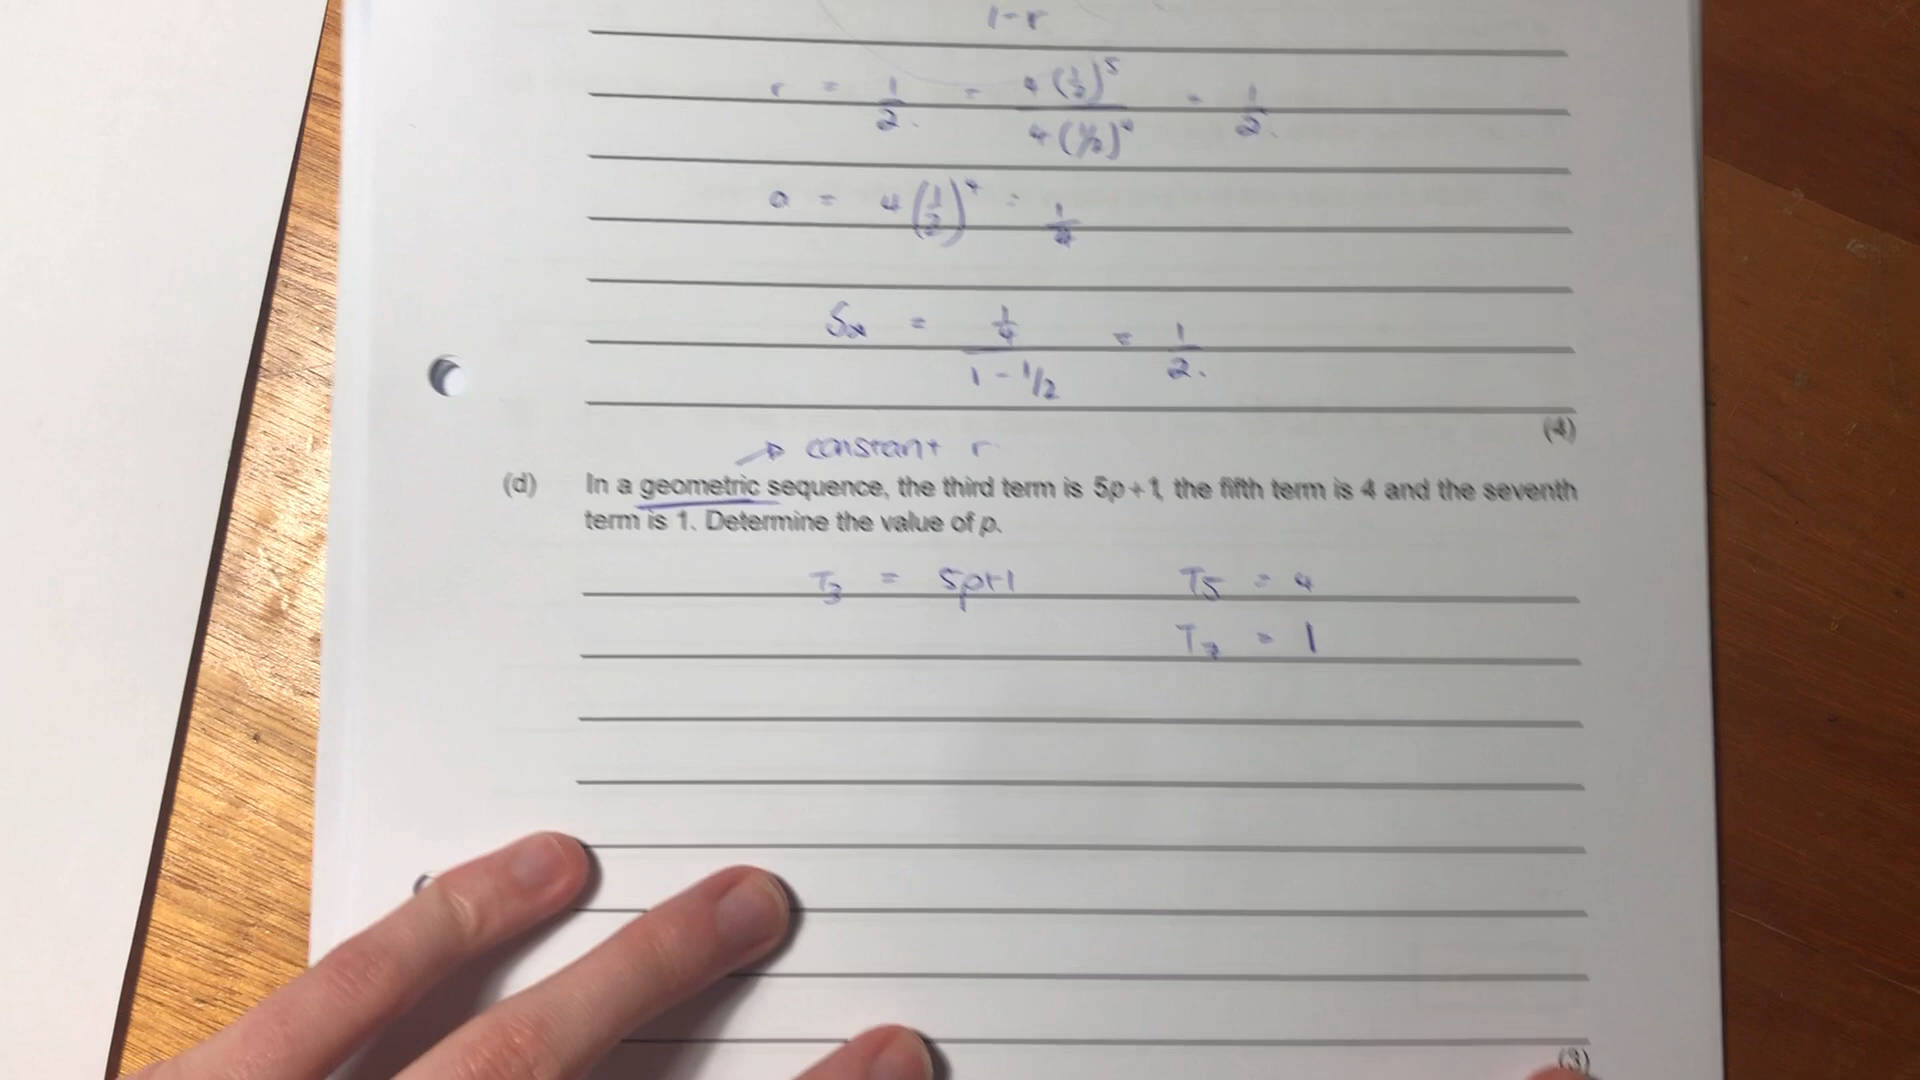 1-r
r = 1/2. = 4(1/2)^5 / 4(1/2)^4 = 1/2.
a = 4(1/2)^4 = 1/4
S∞ = 1/4 / 1-1/2 = 1/2.
(4)
→ constant r
(d) In a geometric sequence, the third term is 5p+1, the fifth term is 4 and the seventh
term is 1. Determine the value of p.
T3 = 5p+1 T5 = 4
T7 = 1
(3)